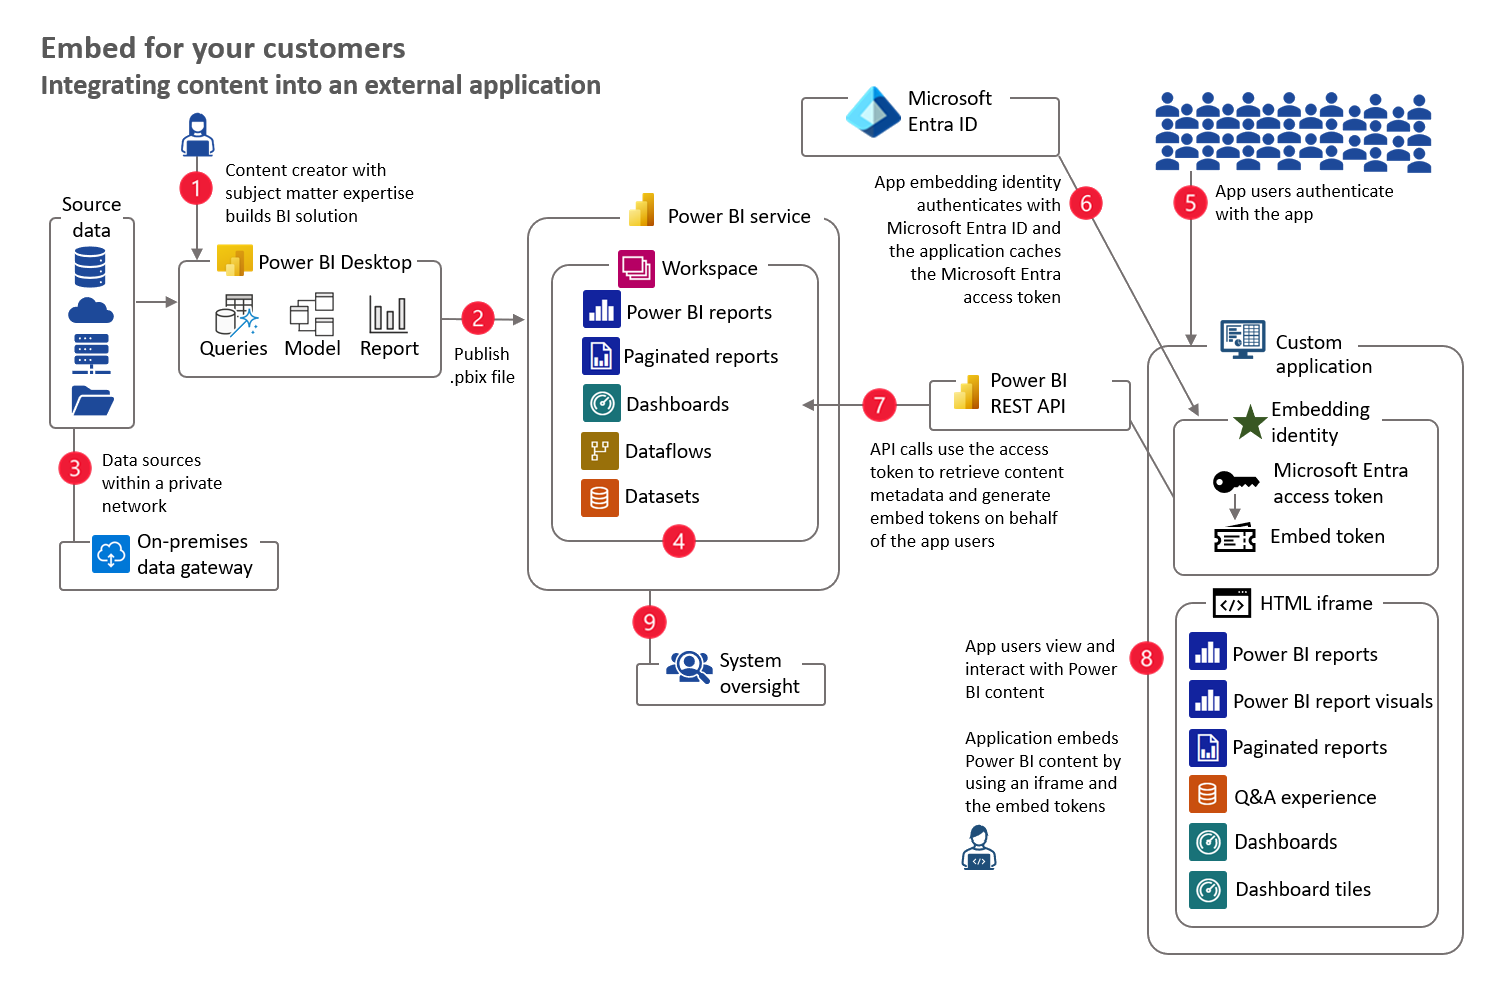 Embed for your customers
Integrating content into an external application
1
Content creator with
subject matter expertise
builds BI solution
Source
data
Power BI Desktop
Queries
Model
Report
2
Publish
.pbix file
3
Data sources
within a private
network
On-premises
data gateway
Power BI service
Workspace
Power BI reports
Paginated reports
Dashboards
Dataflows
Datasets
4
9
System
oversight
Microsoft
Entra ID
App embedding identity
authenticates with
Microsoft Entra ID and
the application caches
the Microsoft Entra
access token
6
5
App users authenticate
with the app
7
Power BI
REST API
API calls use the access
token to retrieve content
metadata and generate
embed tokens on behalf
of the app users
Custom
application
Embedding
identity
Microsoft Entra
access token
Embed token
HTML iframe
8
App users view and
interact with Power
BI content
Application embeds
Power BI content by
using an iframe and
the embed tokens
Power BI reports
Power BI report visuals
Paginated reports
Q&A experience
Dashboards
Dashboard tiles